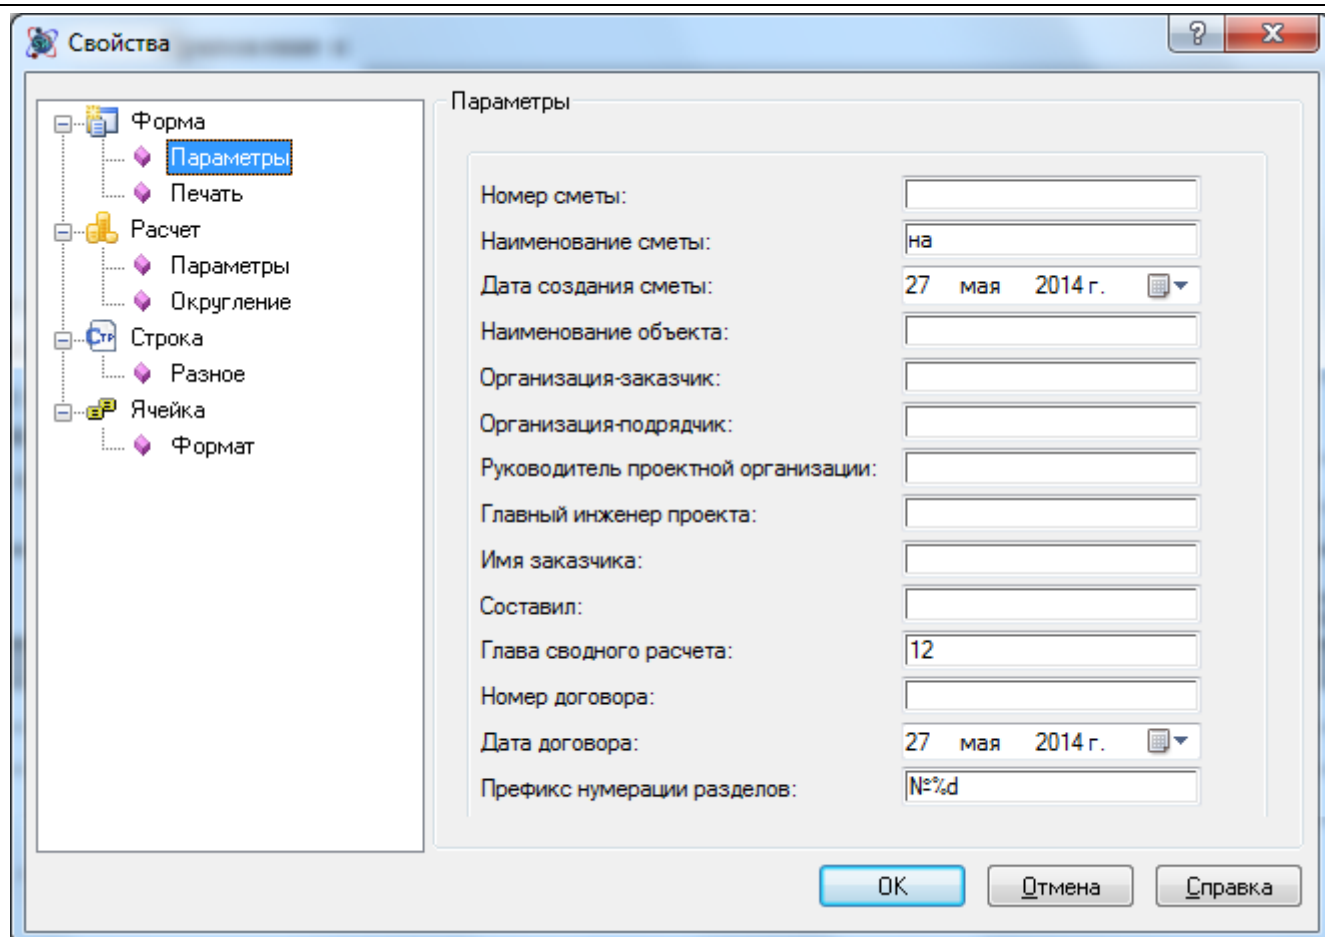 Свойства
Форма
Параметры
Печать
Расчет
Параметры
Округление
Стр Строка
Разное
Ячейка
Формат
Параметры
Номер сметы:
Наименование сметы: на
Дата создания сметы: 27 мая 2014 г.
Наименование объекта:
Организация-заказчик:
Организация-подрядчик:
Руководитель проектной организации:
Главный инженер проекта:
Имя заказчика:
Составил:
Глава сводного расчета: 12
Номер договора:
Дата договора: 27 мая 2014 г.
Префикс нумерации разделов: №%d
OK Отмена Справка